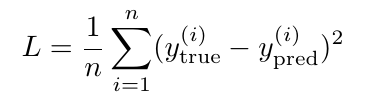 L = \frac{1}{n} \sum_{i=1}^{n} (y_{\text{true}}^{(i)} - y_{\text{pred}}^{(i)})^2